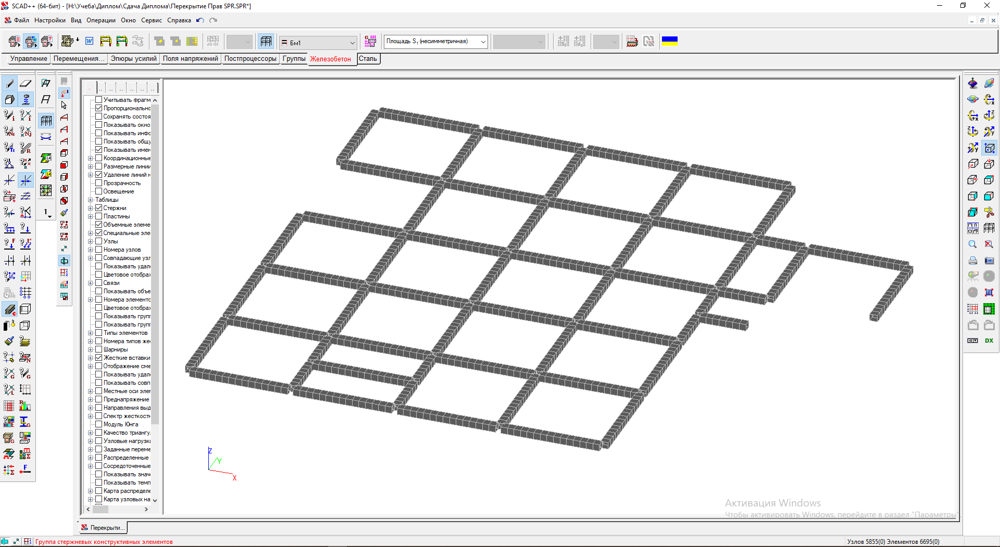 SCAD++ (64-бит) - [H:\Учеба\Диплом\Сдача Диплома\Перекрытие Прав SPR.SPR*]
Файл Настройки Вид Операции Окно Сервис Справка
Бм1
Площадь S1 (несимметричная)
Управление Перемещения... Эпюры усилий Поля напряжений Постпроцессоры Группы Железобетон Сталь
Учитывать фрагм
Пропорционально
Сохранять состоя
Показывать окно
Показывать инфо
Показывать общу
Показывать имен
Координационные
Размерные линии
Удаление линий н
Прозрачность
Освещение
Таблицы
Стержни
Пластины
Объемные элеме
Специальные эле
Узлы
Номера узлов
Совпадающие узл
Показывать удал
Цветовое отображ
Связи
Показывать объе
Номера элементо
Цветовое отображ
Показывать групп
Показывать групп
Типы элементов
Номера типов же
Шарниры
Жесткие вставки
Отображение сме
Показывать удал
Показывать совп
Местные оси эле
Преднапряжение
Направления выд
Спектр жесткостн
Модуль Юнга
Качество триангу
Узловые нагрузки
Заданные переме
Распределенные
Сосредоточенные
Показывать знач
Показывать темп
Карта распределе
Карта узловых на
1
Z
Y
X
DX
Активация Windows
Чтобы активировать Windows, перейдите в раздел "Параметры".
Перекрыти...
Группа стержневых конструктивных элементов
Узлов 5855(0) Элементов 6695(0)